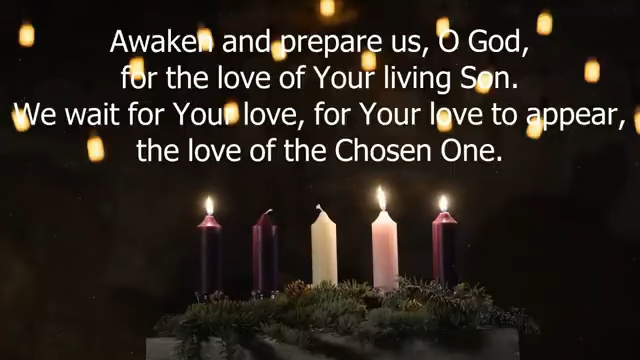 Awaken and prepare us, O God,
for the love of Your living Son.
We wait for Your love, for Your love to appear,
the love of the Chosen One.